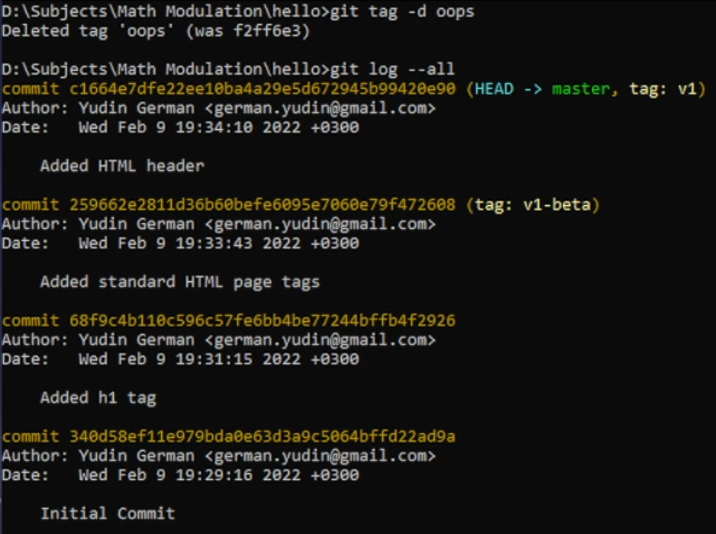 D:\Subjects\Math Modulation\hello>git tag -d oops
Deleted tag 'oops' (was f2ff6e3)
D:\Subjects\Math Modulation\hello>git log --all
commit c1664e7dfe22ee10ba4a29e5d672945b99420e90 (HEAD -> master, tag: v1)
Author: Yudin German <german.yudin@gmail.com>
Date:   Wed Feb 9 19:34:10 2022 +0300
Added HTML header
commit 259662e2811d36b60befe6095e7060e79f472608 (tag: v1-beta)
Author: Yudin German <german.yudin@gmail.com>
Date:   Wed Feb 9 19:33:43 2022 +0300
Added standard HTML page tags
commit 68f9c4b110c596c57fe6bb4be77244bffb4f2926
Author: Yudin German <german.yudin@gmail.com>
Date:   Wed Feb 9 19:31:15 2022 +0300
Added h1 tag
commit 340d58ef11e979bda0e63d3a9c5064bffd22ad9a
Author: Yudin German <german.yudin@gmail.com>
Date:   Wed Feb 9 19:29:16 2022 +0300
Initial Commit